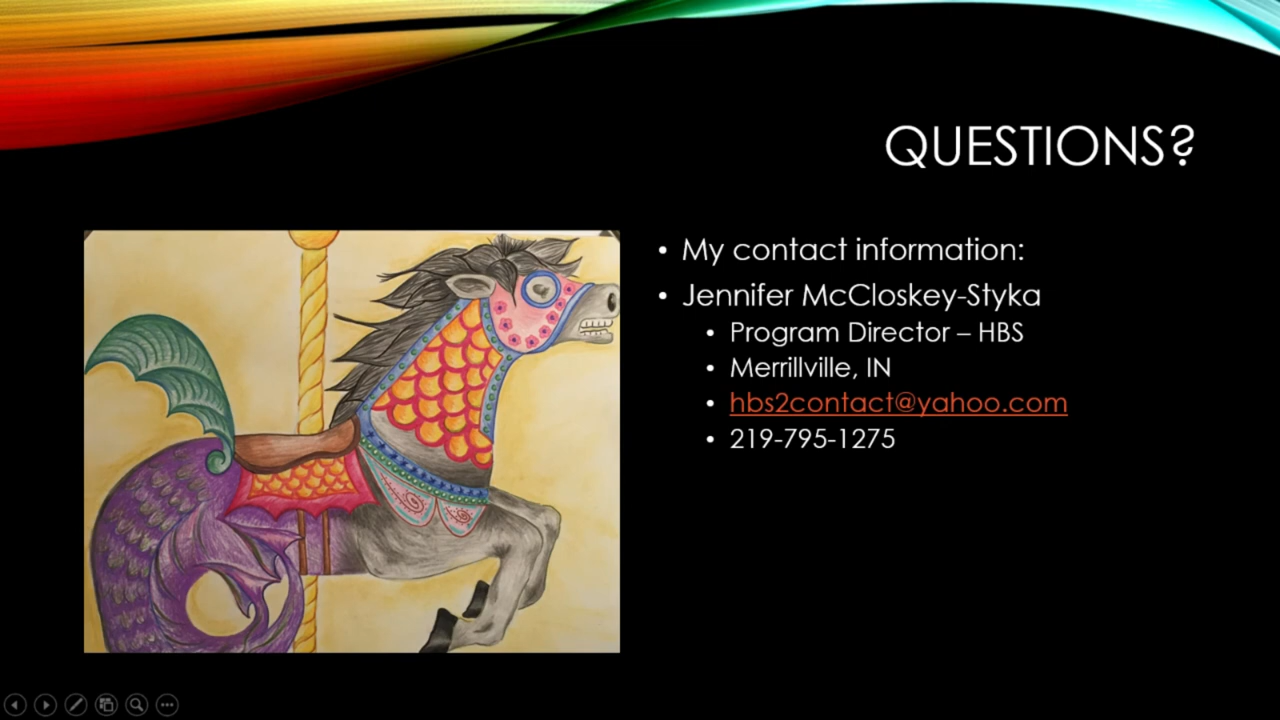 QUESTIONS?
• My contact information:
• Jennifer McCloskey-Styka
• Program Director – HBS
• Merrillville, IN
• hbs2contact@yahoo.com
• 219-795-1275